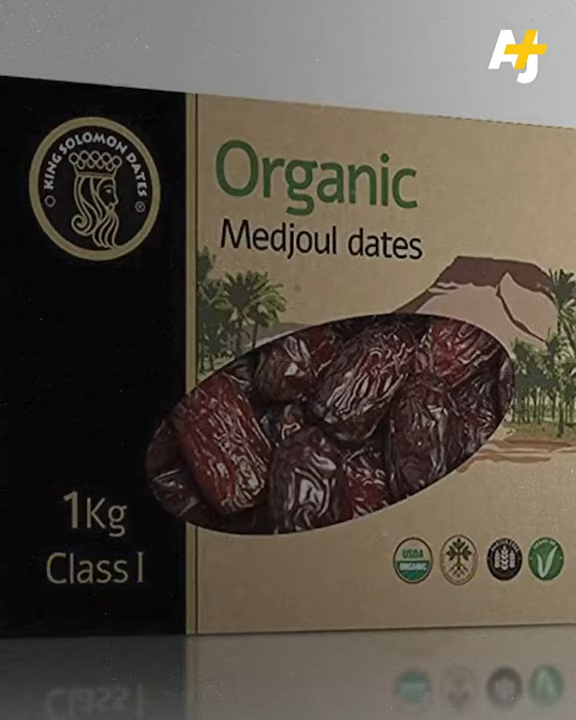 AJ+
KING SOLOMON DATES ®
Organic
Medjoul dates
1Kg
Class I
USDA
ORGANIC